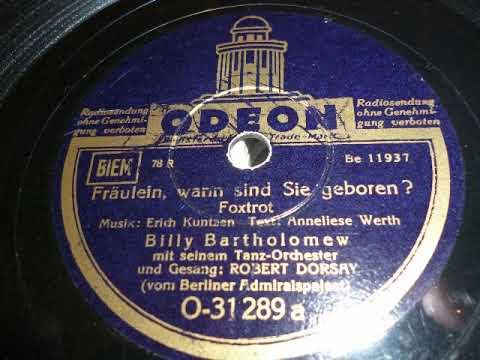 Radiosendung
ohne Genehmi-
gung verboten
ODEON
Radiosendung
ohne Genehmi-
gung verboten
Trade-Mark
BIEM
78 R
Be 11937
Fräulein, wann sind Sie geboren?
Foxtrot
Musik: Erich Kuntzen Text: Anneliese Werth
Billy Bartholomew
mit seinem Tanz-Orchester
und Gesang: ROBERT DORSAY
(vom Berliner Admiralspalast)
O-31289 a